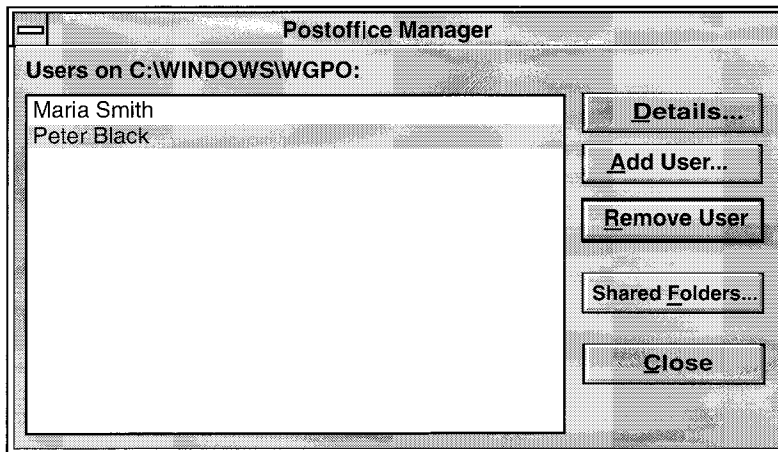 Postoffice Manager
Users on C:\WINDOWS\WGPO:
Maria Smith
Peter Black
Details...
Add User...
Remove User
Shared Folders...
Close